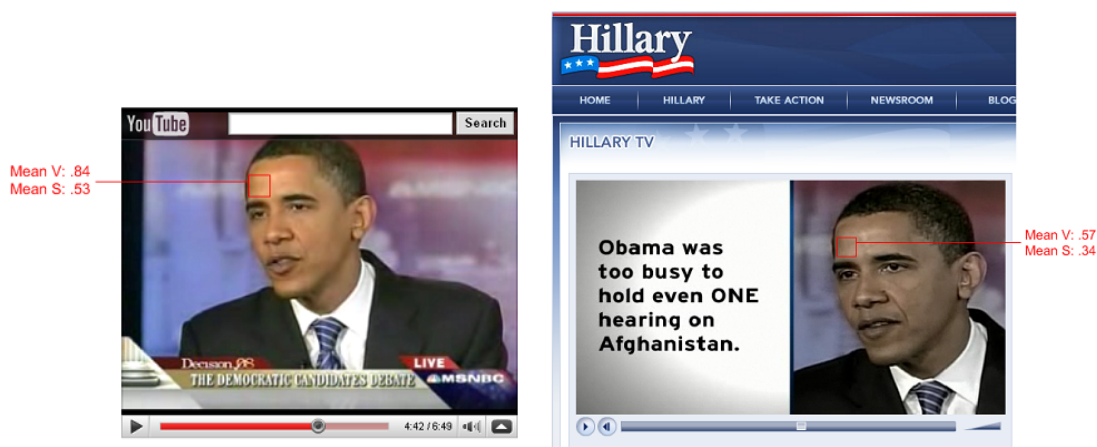 YouTube
Search
Mean V: .84
Mean S: .53
MSNBC
Decision 08
LIVE
THE DEMOCRATIC CANDIDATES DEBATE
MSNBC
4:42 / 6:49
Hillary
HOME
HILLARY
TAKE ACTION
NEWSROOM
BLOG
HILLARY TV
Obama was
too busy to
hold even ONE
hearing on
Afghanistan.
Mean V: .57
Mean S: .34